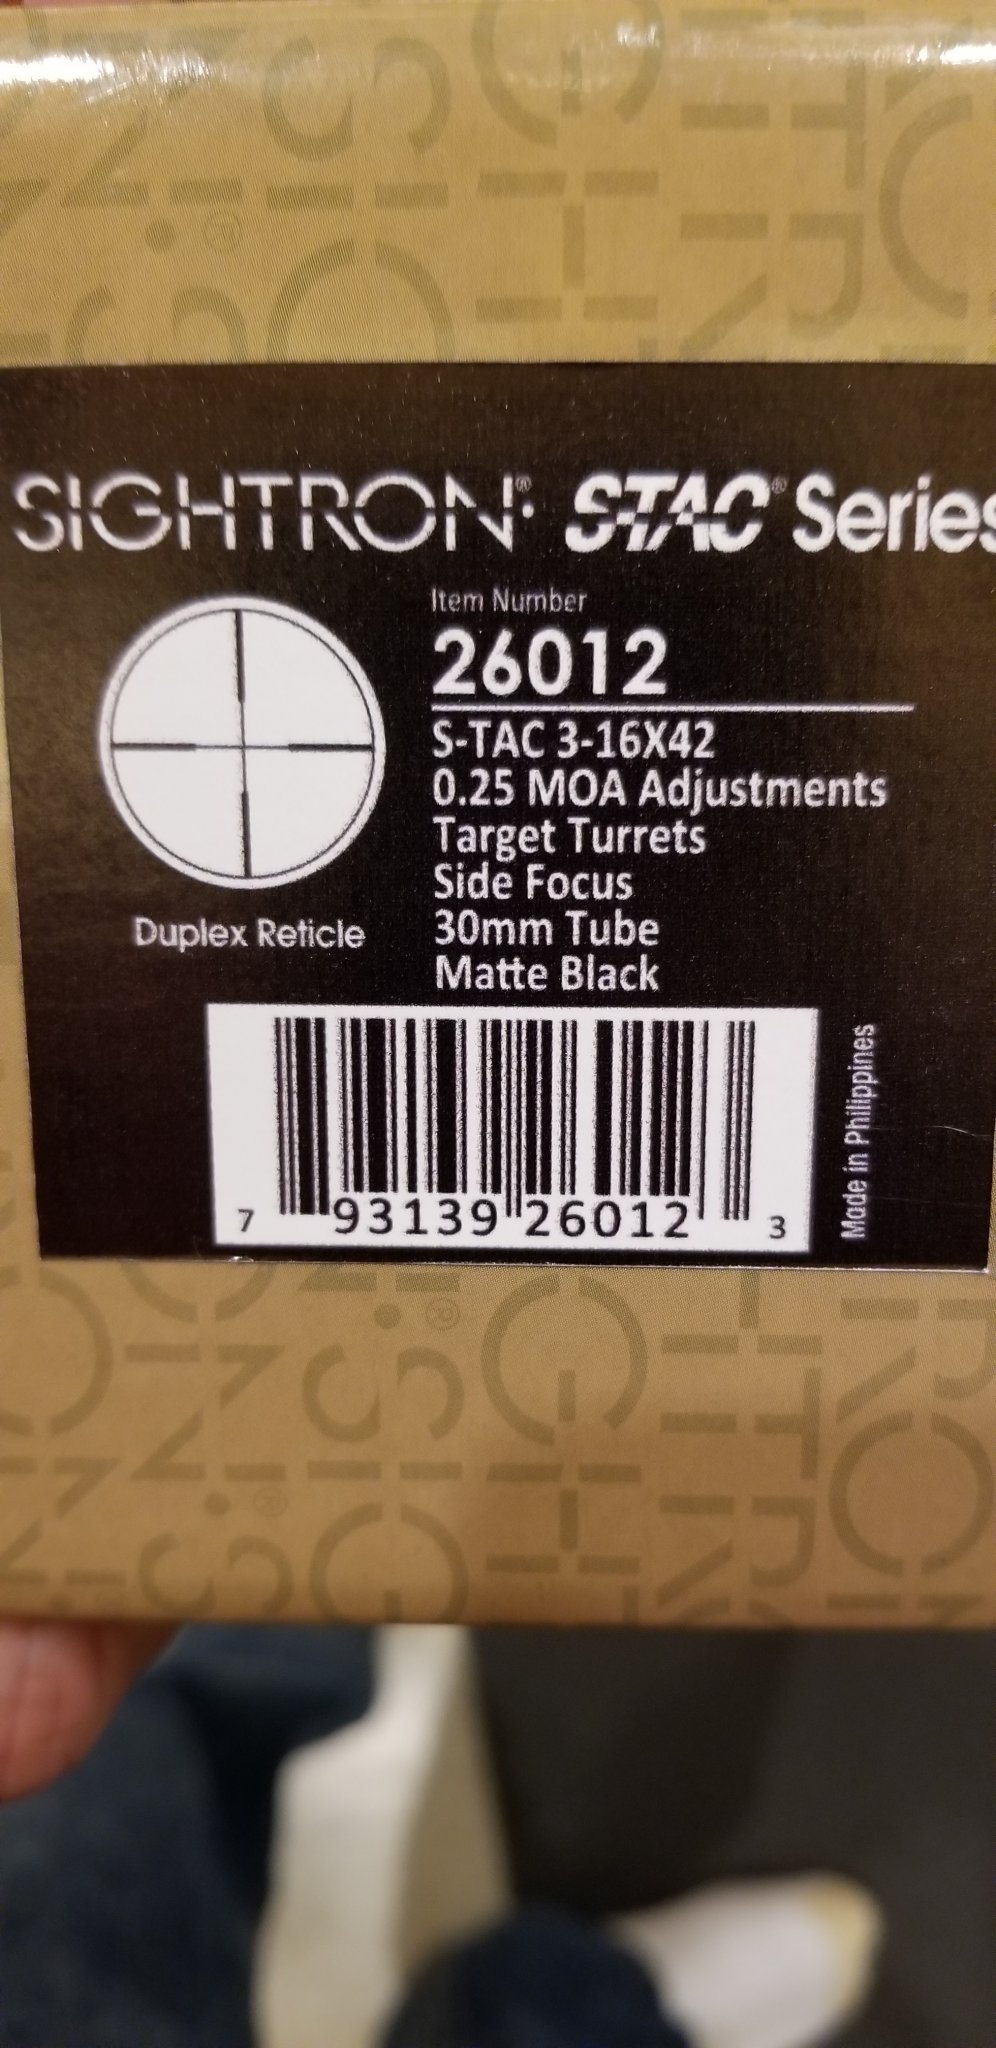 SIGHTRON® S-TAC® Series
Item Number
26012
S-TAC 3-16X42
0.25 MOA Adjustments
Target Turrets
Side Focus
30mm Tube
Matte Black
Duplex Reticle
7 93139 26012 3
Made in Philippines